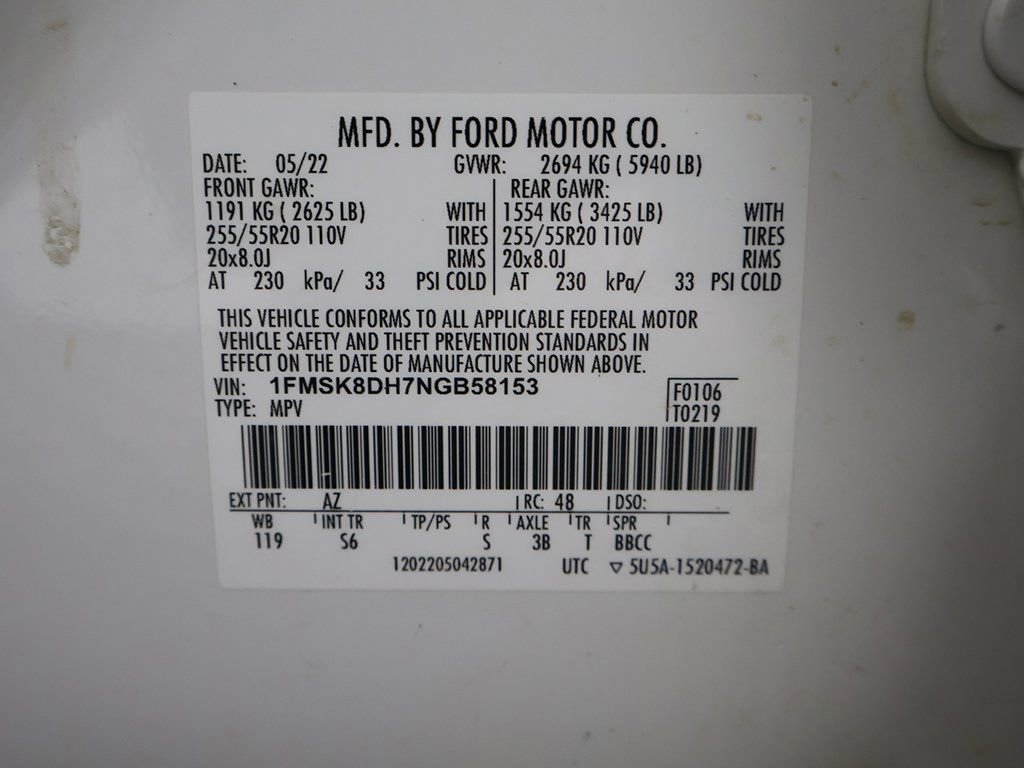 MFD. BY FORD MOTOR CO.
DATE: 05/22 GVWR: 2694 KG ( 5940 LB)
FRONT GAWR: REAR GAWR:
1191 KG ( 2625 LB) WITH 1554 KG ( 3425 LB) WITH
255/55R20 110V TIRES 255/55R20 110V TIRES
20x8.0J RIMS 20x8.0J RIMS
AT 230 kPa/ 33 PSI COLD AT 230 kPa/ 33 PSI COLD
THIS VEHICLE CONFORMS TO ALL APPLICABLE FEDERAL MOTOR
VEHICLE SAFETY AND THEFT PREVENTION STANDARDS IN
EFFECT ON THE DATE OF MANUFACTURE SHOWN ABOVE.
VIN: 1FMSK8DH7NGB58153 F0106
TYPE: MPV T0219
EXT PNT: AZ RC: 48 DSO:
WB INT TR TP/PS R AXLE TR SPR
119 S6 S 3B T BBCC
1202205042871 UTC ▽ 5U5A-1520472-BA